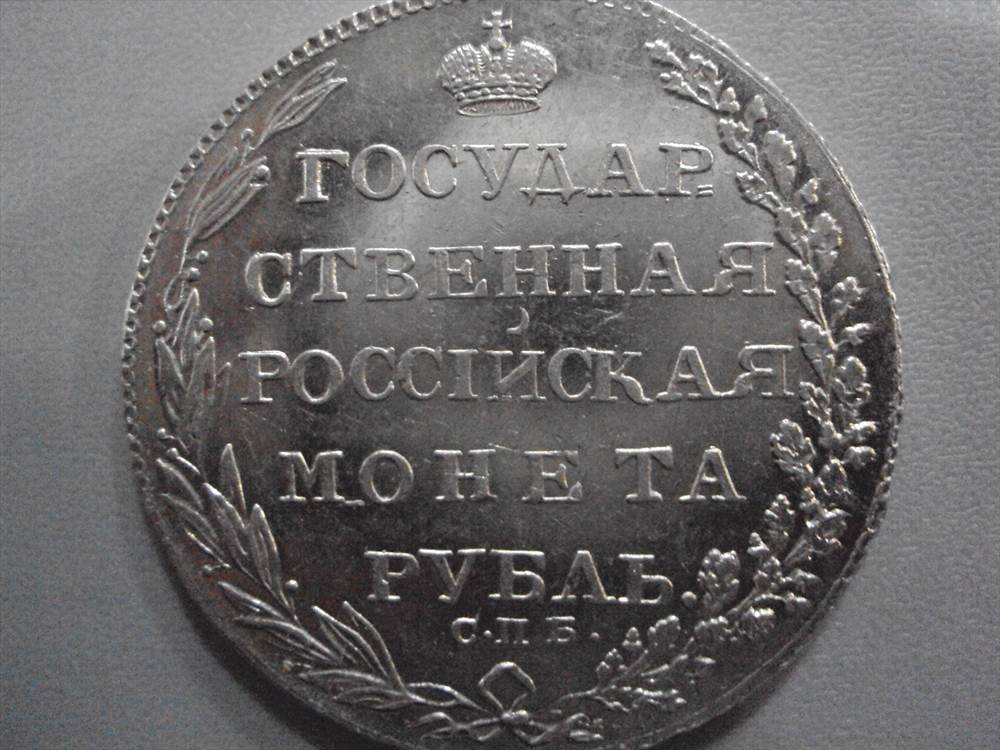 ГОСУДАР=
СТВЕННАЯ
РОССІЙСКАЯ
МОНЕТА
РУБЛЬ.
С.П.Б.